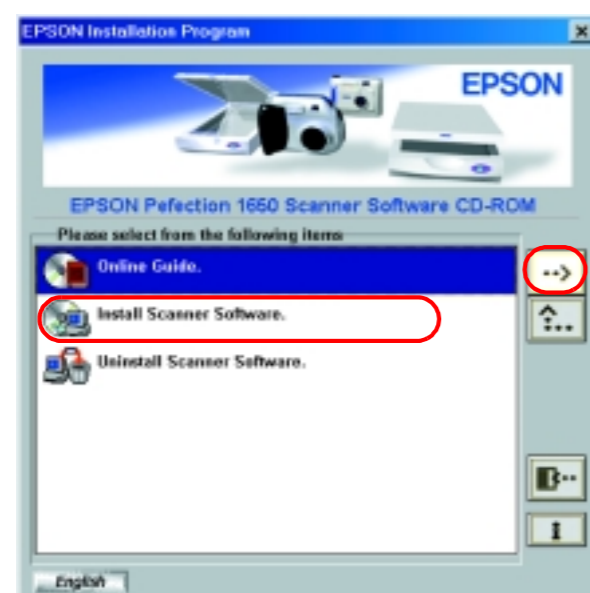 EPSON Installation Program
EPSON
EPSON Pefection 1650 Scanner Software CD-ROM
Please select from the following items
Online Guide.
-->
Install Scanner Software.
Uninstall Scanner Software.
English